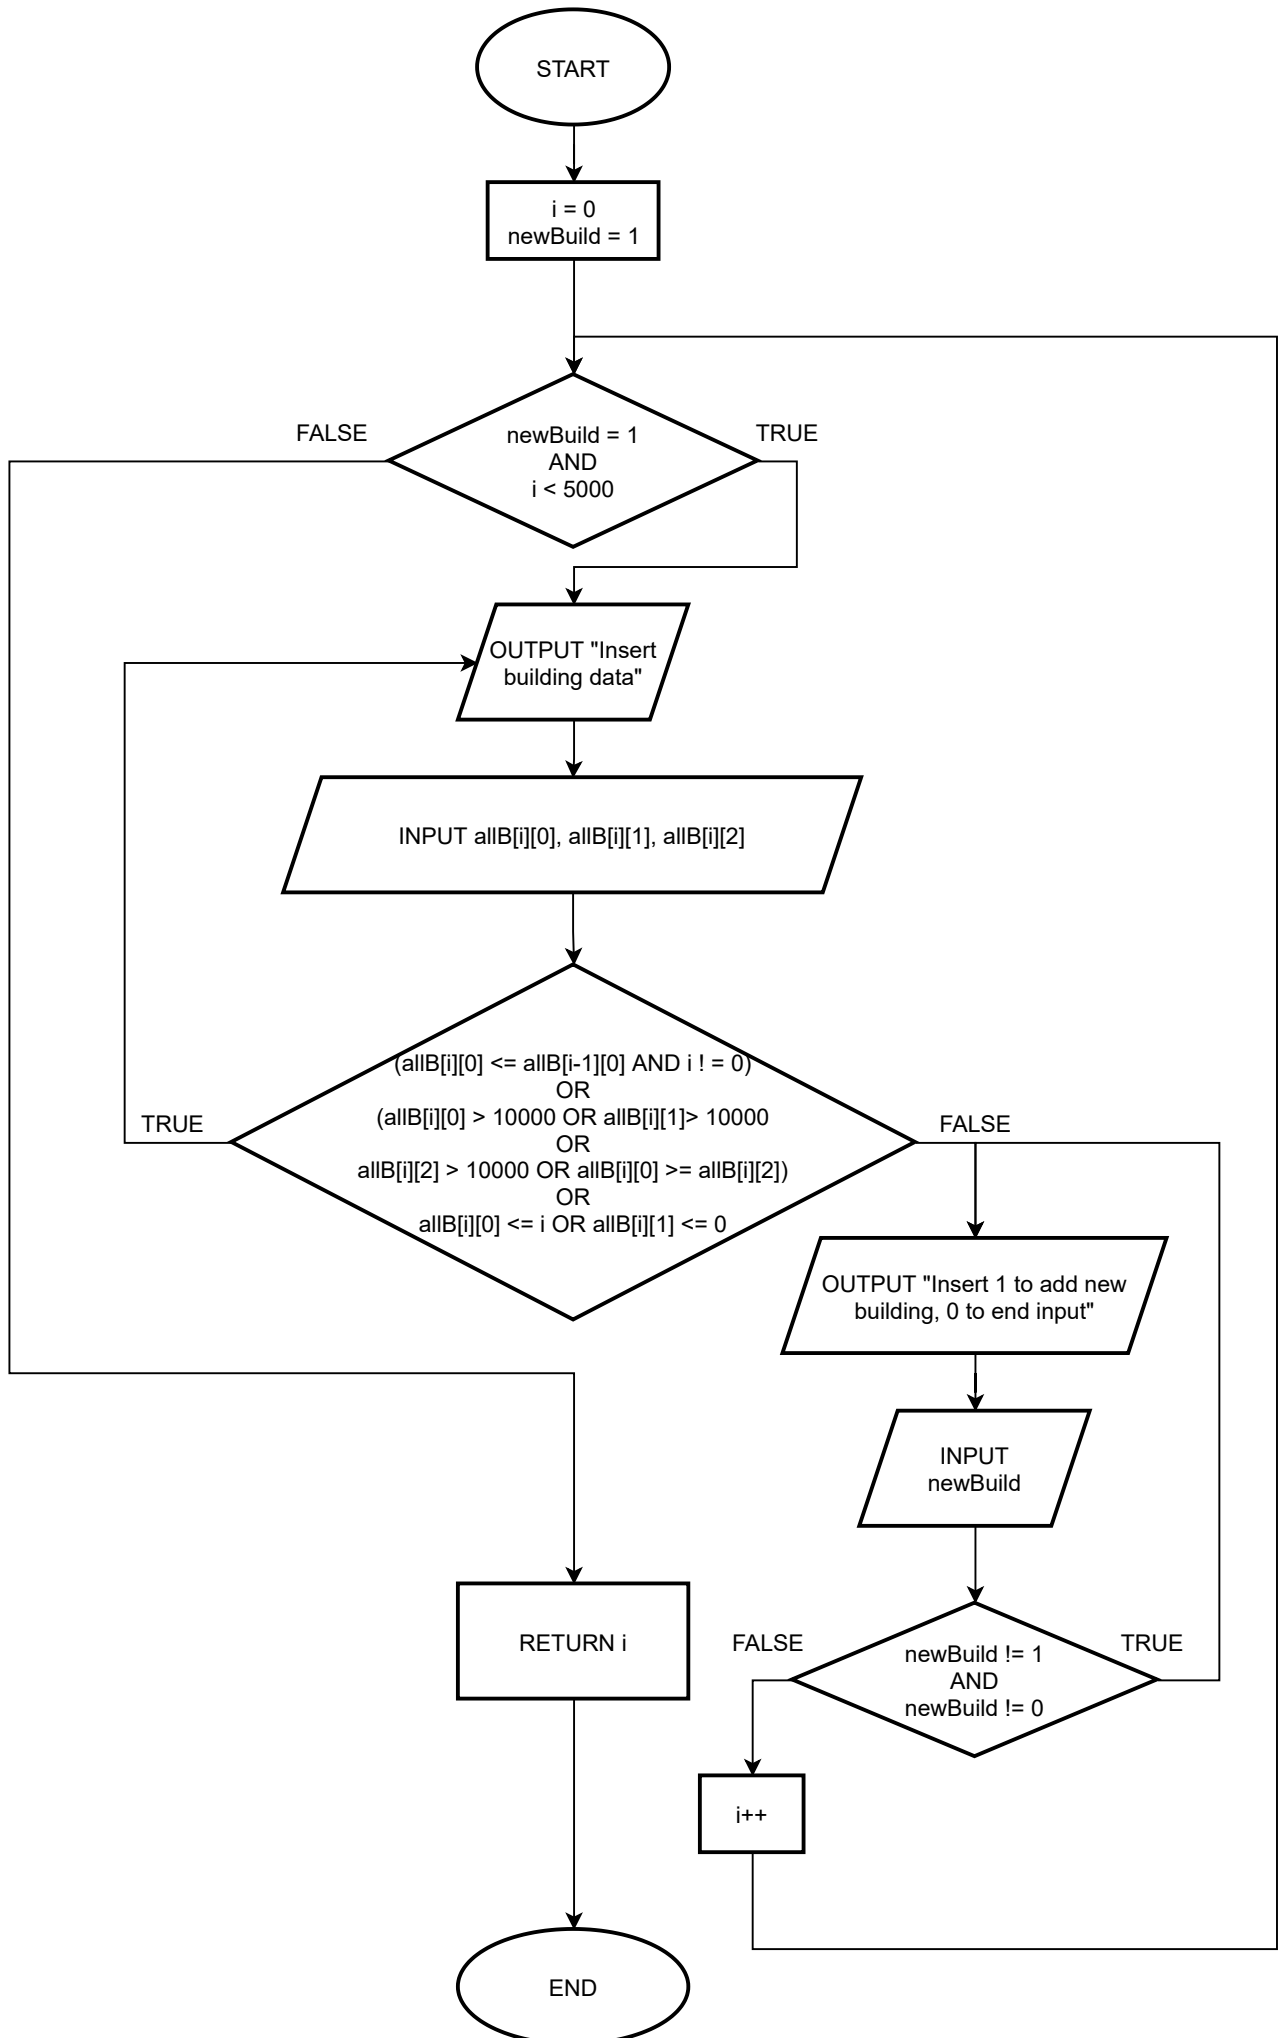 START
i = 0
newBuild = 1
FALSE
TRUE
newBuild = 1
AND
i < 5000
OUTPUT "Insert
building data"
INPUT allB[i][0], allB[i][1], allB[i][2]
(allB[i][0] <= allB[i-1][0] AND i ! = 0)
OR
(allB[i][0] > 10000 OR allB[i][1]> 10000
OR
allB[i][2] > 10000 OR allB[i][0] >= allB[i][2])
OR
allB[i][0] <= i OR allB[i][1] <= 0
TRUE
FALSE
OUTPUT "Insert 1 to add new
building, 0 to end input"
INPUT
newBuild
RETURN i
FALSE
TRUE
newBuild != 1
AND
newBuild != 0
i++
END